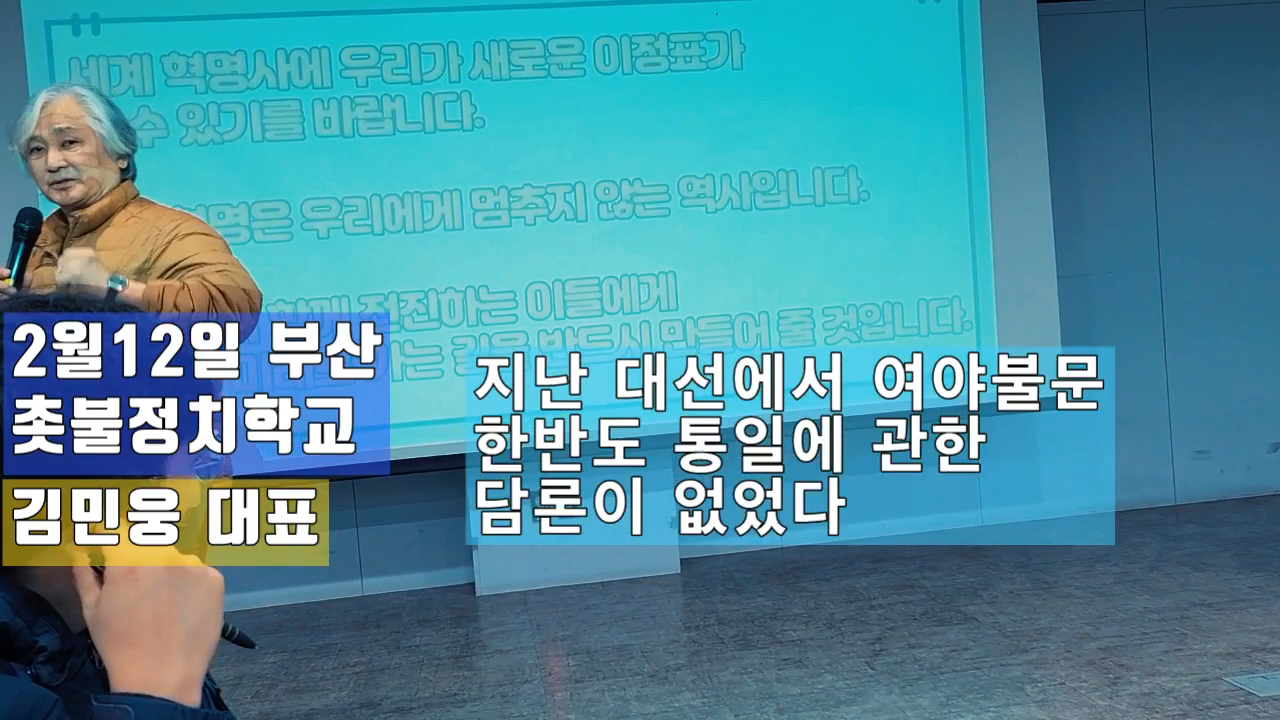 세계 혁명사에 우리가 새로운 이정표가
수 있기를 바랍니다.
우리에게 멈추지 않는 역사입니다.
함께 전진하는 이들에게
길을 반드시 만들어 줄 것입니다.
2월12일 부산
촛불정치학교
김민웅 대표
지난 대선에서 여야불문
한반도 통일에 관한
담론이 없었다